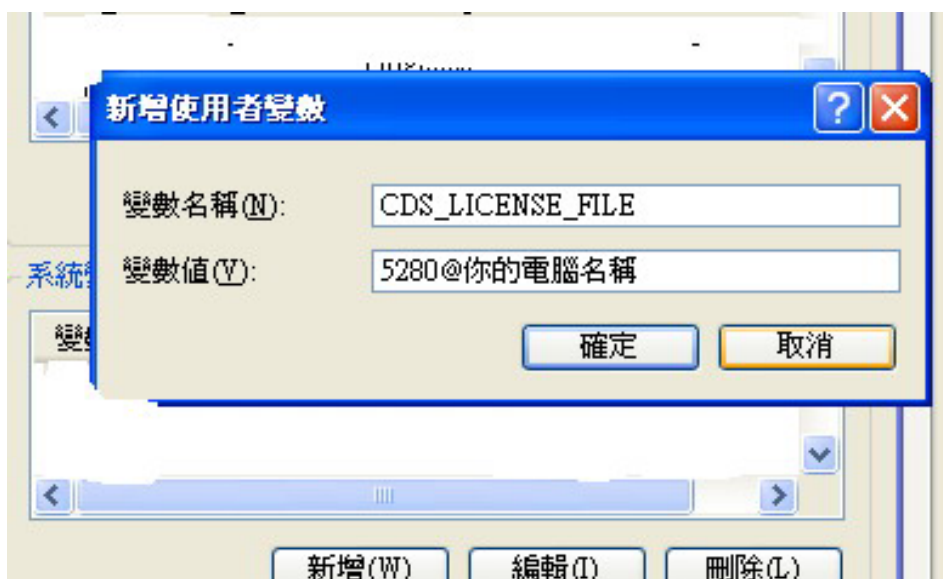 新增使用者變數
變數名稱(N):
CDS_LICENSE_FILE
變數值(V):
5280@你的電腦名稱
系統
確定
取消
新增(W)
編輯(I)
刪除(L)